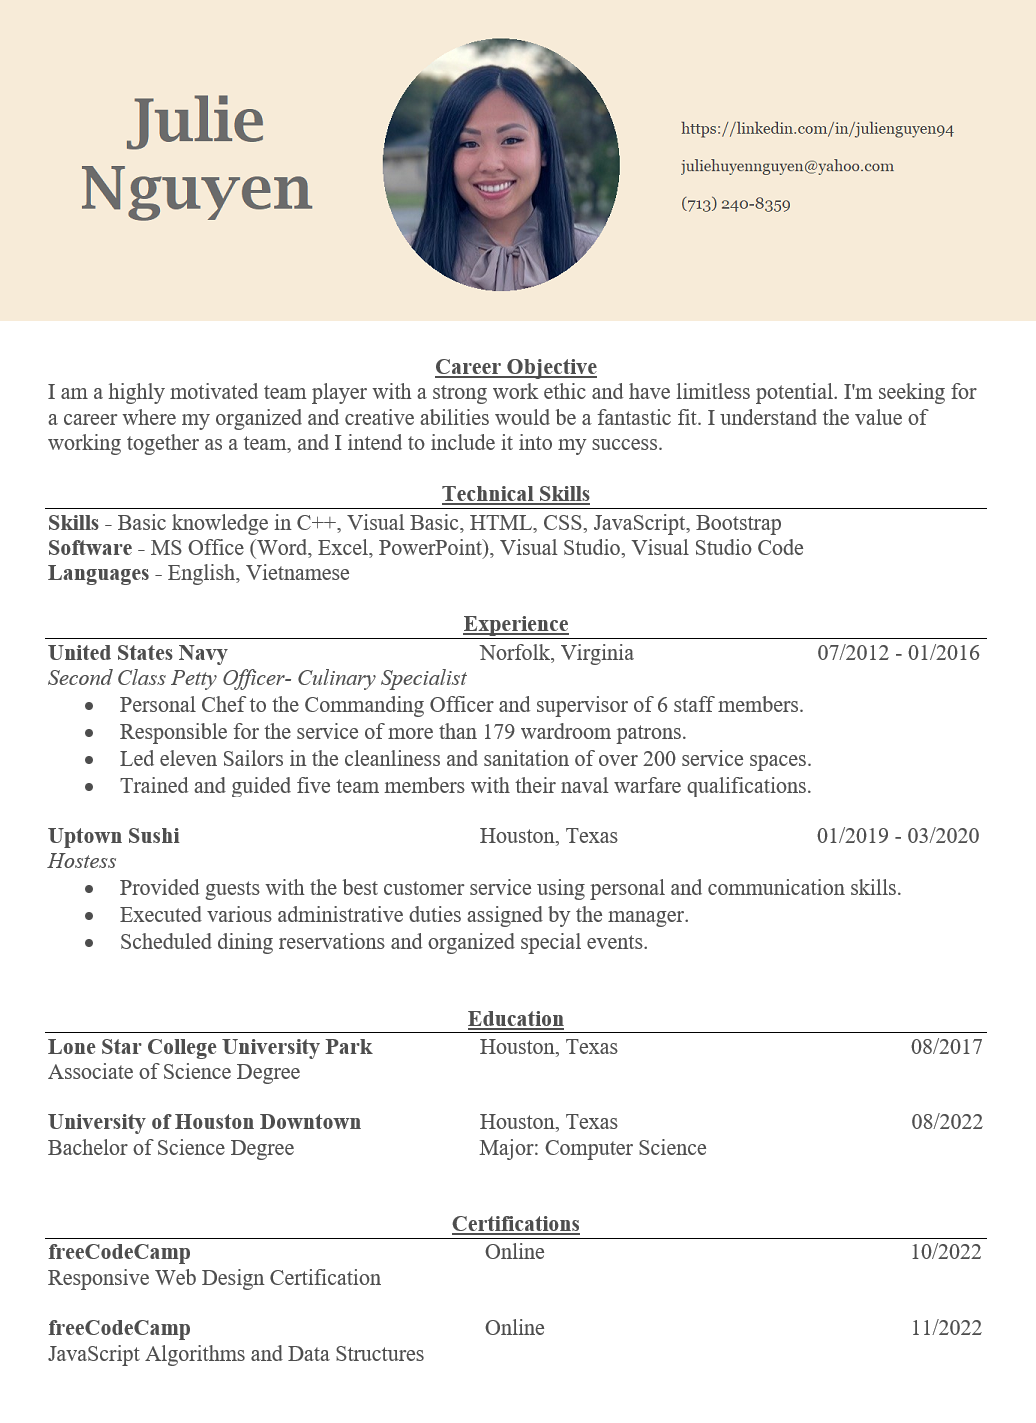 Julie
Nguyen
https://linkedin.com/in/julienguyen94
juliehuyennguyen@yahoo.com
(713) 240-8359
Career Objective
I am a highly motivated team player with a strong work ethic and have limitless potential. I'm seeking for
a career where my organized and creative abilities would be a fantastic fit. I understand the value of
working together as a team, and I intend to include it into my success.
Technical Skills
Skills - Basic knowledge in C++, Visual Basic, HTML, CSS, JavaScript, Bootstrap
Software - MS Office (Word, Excel, PowerPoint), Visual Studio, Visual Studio Code
Languages - English, Vietnamese
Experience
United States Navy Norfolk, Virginia 07/2012 - 01/2016
Second Class Petty Officer- Culinary Specialist
• Personal Chef to the Commanding Officer and supervisor of 6 staff members.
• Responsible for the service of more than 179 wardroom patrons.
• Led eleven Sailors in the cleanliness and sanitation of over 200 service spaces.
• Trained and guided five team members with their naval warfare qualifications.
Uptown Sushi Houston, Texas 01/2019 - 03/2020
Hostess
• Provided guests with the best customer service using personal and communication skills.
• Executed various administrative duties assigned by the manager.
• Scheduled dining reservations and organized special events.
Education
Lone Star College University Park Houston, Texas 08/2017
Associate of Science Degree
University of Houston Downtown Houston, Texas 08/2022
Bachelor of Science Degree Major: Computer Science
Certifications
freeCodeCamp Online 10/2022
Responsive Web Design Certification
freeCodeCamp Online 11/2022
JavaScript Algorithms and Data Structures